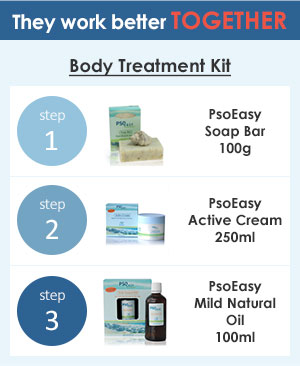 They work better TOGETHER
Body Treatment Kit
step
1
PsoEasy
Soap Bar
100g
step
2
PsoEasy
Active Cream
250ml
step
3
PsoEasy
Mild Natural
Oil
100ml